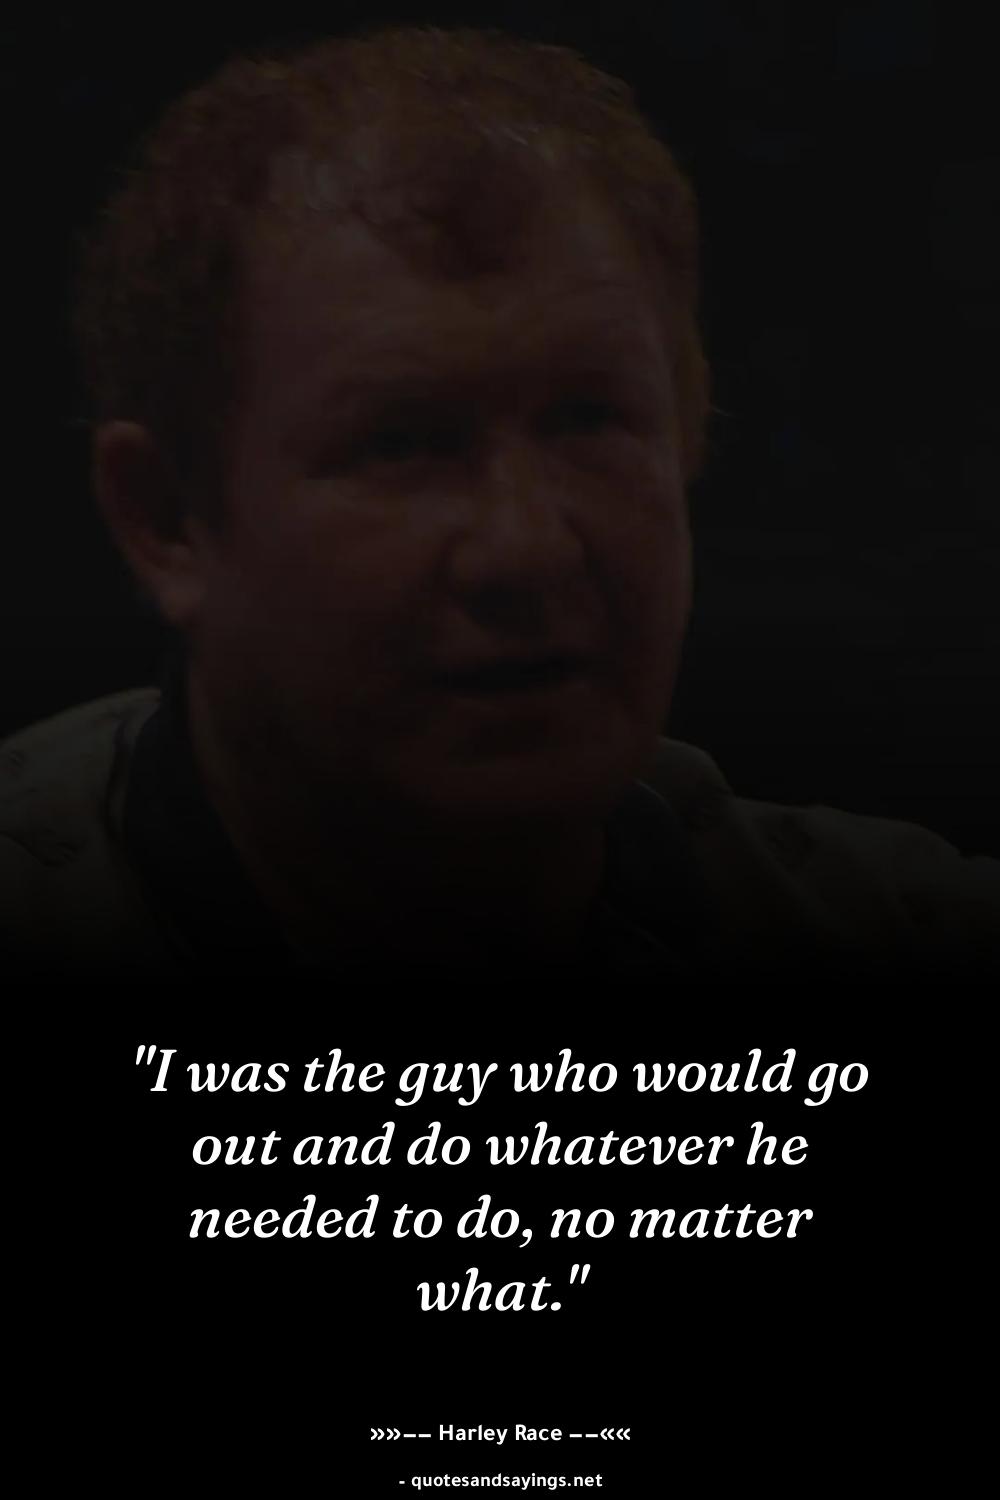 "I was the guy who would go
out and do whatever he
needed to do, no matter
what."
»»–– Harley Race ––««
- quotesandsayings.net